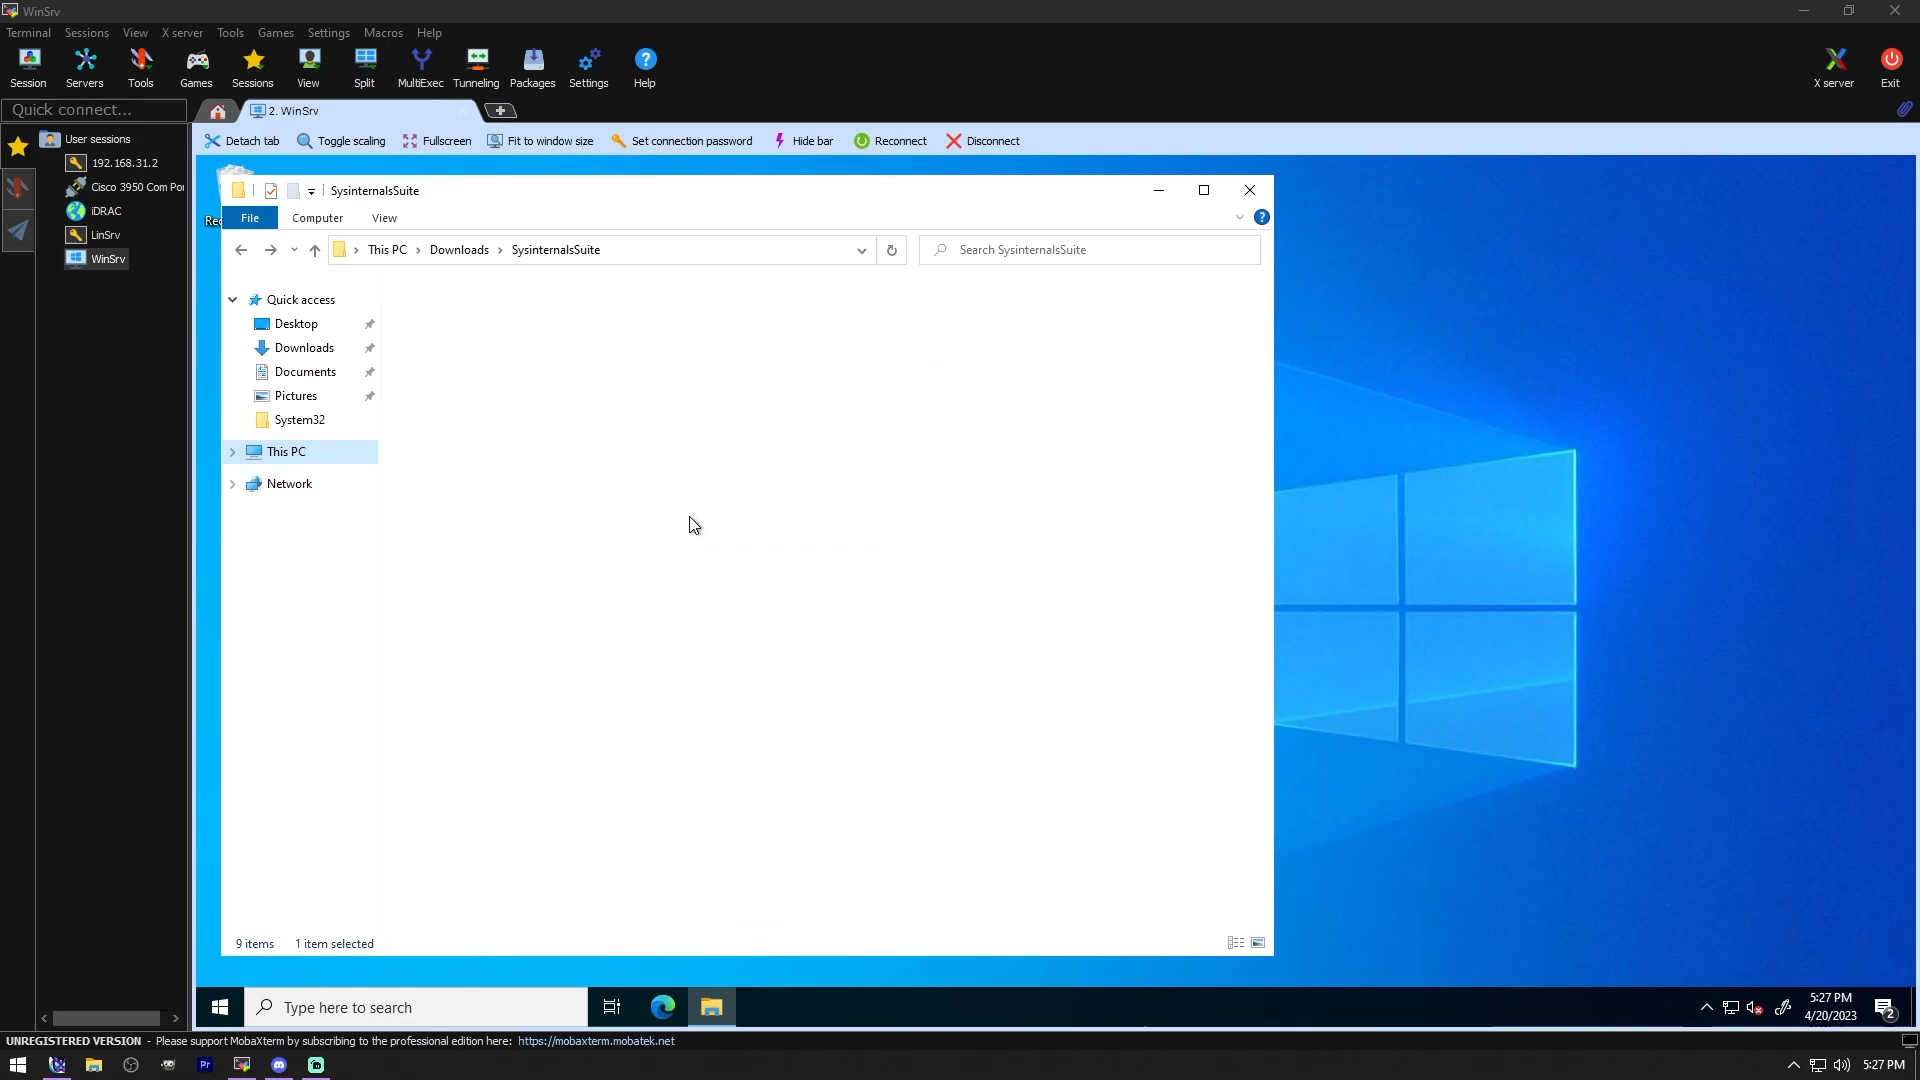 WinSrv
Terminal Sessions View X server Tools Games Settings Macros Help
Session Servers Tools Games Sessions View Split MultiExec Tunneling Packages Settings Help X server Exit
Quick connect...
2. WinSrv
Detach tab Toggle scaling Fullscreen Fit to window size Set connection password Hide bar Reconnect Disconnect
User sessions
192.168.31.2
Cisco 3950 Com Por
iDRAC
LinSrv
WinSrv
Rec
SysinternalsSuite
File Computer View
This PC Downloads SysinternalsSuite
Search SysinternalsSuite
Quick access
Desktop
Downloads
Documents
Pictures
System32
This PC
Network
9 items 1 item selected
Type here to search
5:27 PM
4/20/2023
2
UNREGISTERED VERSION - Please support MobaXterm by subscribing to the professional edition here: https://mobaxterm.mobatek.net
Pr
5:27 PM